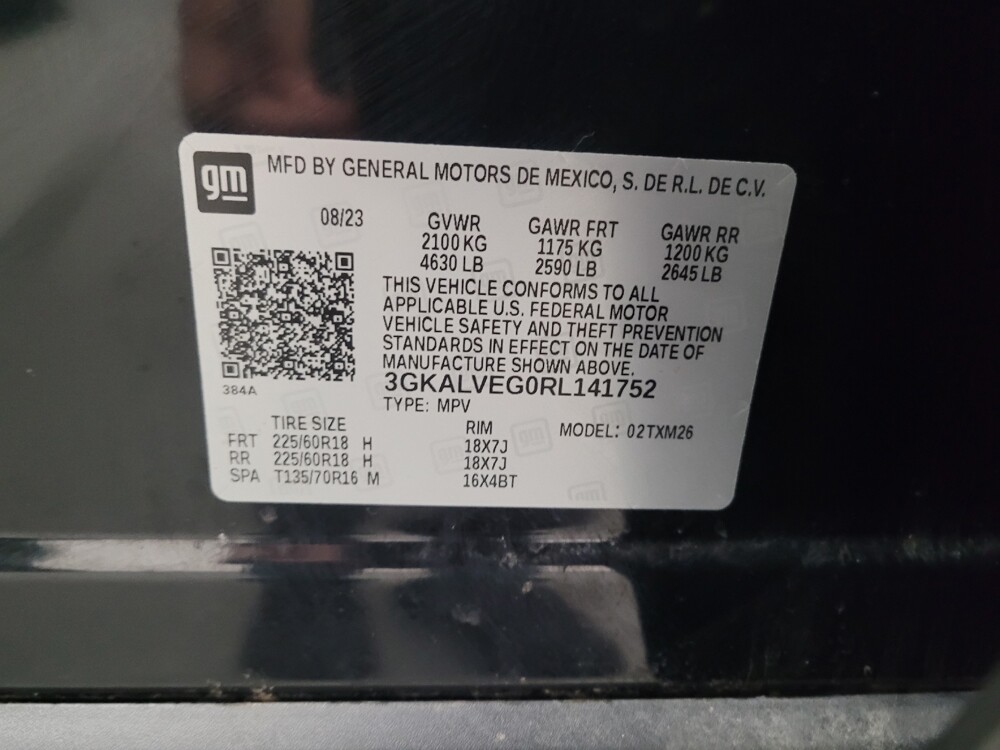 gm MFD BY GENERAL MOTORS DE MEXICO, S. DE R.L. DE C.V.
08/23 GVWR GAWR FRT GAWR RR
2100 KG 1175 KG 1200 KG
4630 LB 2590 LB 2645 LB
THIS VEHICLE CONFORMS TO ALL
APPLICABLE U.S. FEDERAL MOTOR
VEHICLE SAFETY AND THEFT PREVENTION
STANDARDS IN EFFECT ON THE DATE OF
MANUFACTURE SHOWN ABOVE.
384A
3GKALVEG0RL141752
TYPE: MPV
TIRE SIZE RIM MODEL: 02TXM26
FRT 225/60R18 H 18X7J
RR 225/60R18 H 18X7J
SPA T135/70R16 M 16X4BT